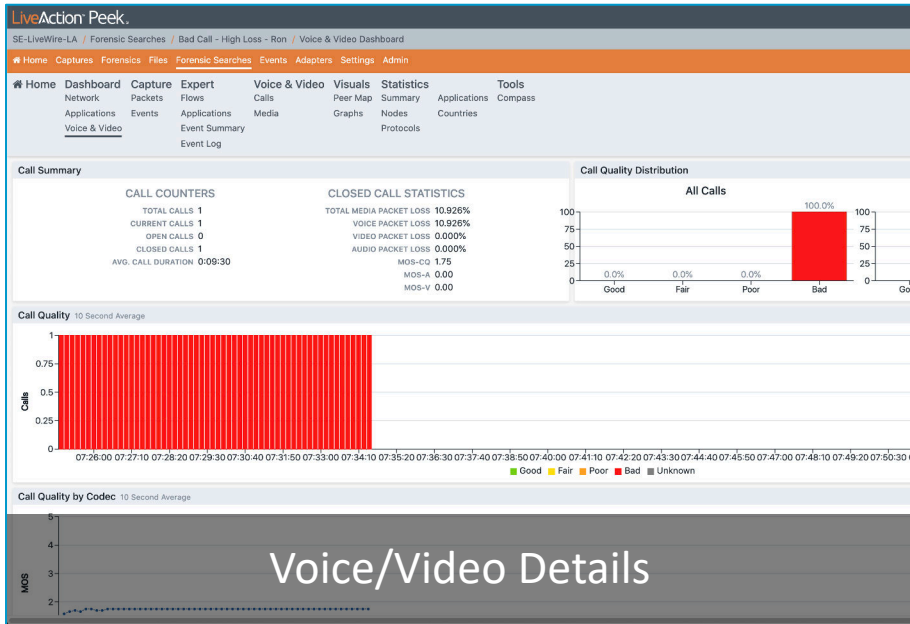 LiveAction Peek™
SE-LiveWire-LA / Forensic Searches / Bad Call - High Loss - Ron / Voice & Video Dashboard
Home Captures Forensics Files Forensic Searches Events Adapters Settings Admin
Home Dashboard Capture Expert Voice & Video Visuals Statistics Tools
Network Packets Flows Calls Peer Map Summary Applications Compass
Applications Events Applications Media Graphs Nodes Countries
Voice & Video Event Summary Protocols
Event Log
Call Summary
CALL COUNTERS
TOTAL CALLS 1
CURRENT CALLS 1
OPEN CALLS 0
CLOSED CALLS 1
AVG. CALL DURATION 0:09:30
CLOSED CALL STATISTICS
TOTAL MEDIA PACKET LOSS 10.926%
VOICE PACKET LOSS 10.926%
VIDEO PACKET LOSS 0.000%
AUDIO PACKET LOSS 0.000%
MOS-CQ 1.75
MOS-A 0.00
MOS-V 0.00
Call Quality Distribution
All Calls
100.0%
100 100
75 75
50 50
25 25
0 0.0% 0.0% 0.0% 0
Good Fair Poor Bad Go
Call Quality 10 Second Average
1
0.75
0.5
Calls
0.25
0
07:26:00 07:27:10 07:28:20 07:29:30 07:30:40 07:31:50 07:33:00 07:34:10 07:35:20 07:36:30 07:37:40 07:38:50 07:40:00 07:41:10 07:42:20 07:43:30 07:44:40 07:45:50 07:47:00 07:48:10 07:49:20 07:50:30
Good Fair Poor Bad Unknown
Call Quality by Codec 10 Second Average
5
4
3
MOS
2
Voice/Video Details